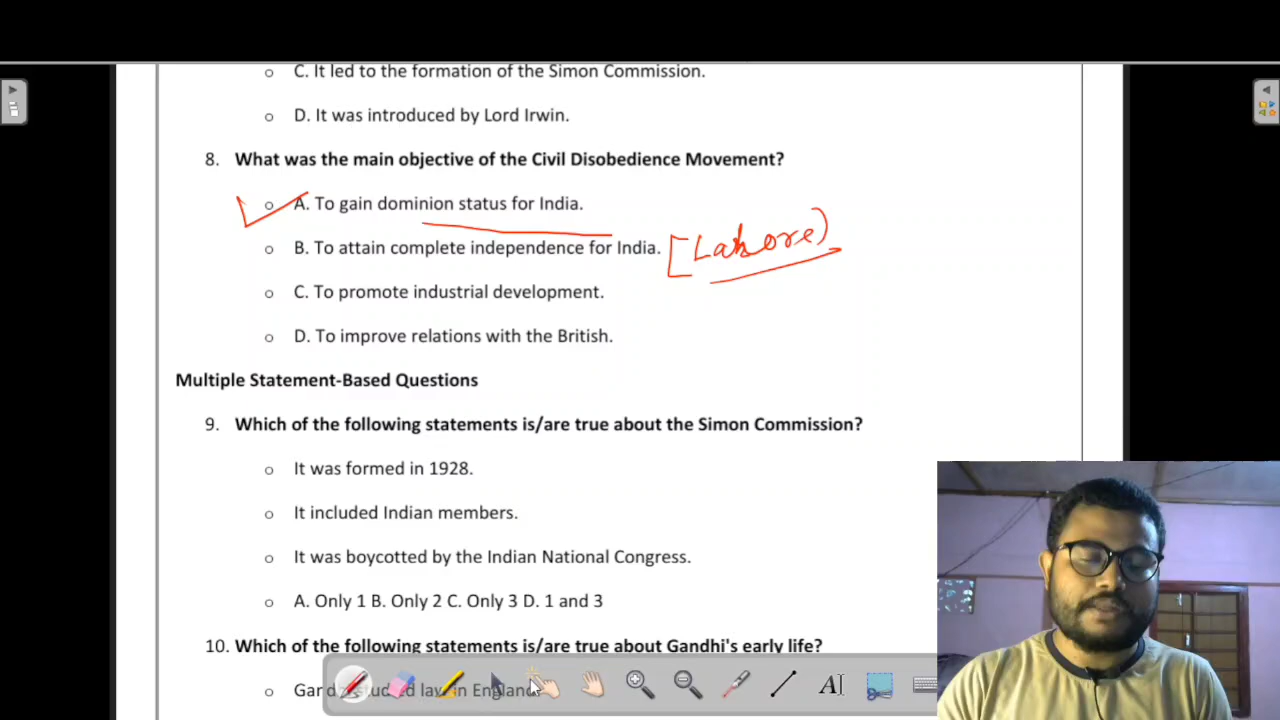 C. It led to the formation of the Simon Commission.
D. It was introduced by Lord Irwin.
8. What was the main objective of the Civil Disobedience Movement?
A. To gain dominion status for India.
B. To attain complete independence for India. [Lahore)
C. To promote industrial development.
D. To improve relations with the British.
Multiple Statement-Based Questions
9. Which of the following statements is/are true about the Simon Commission?
It was formed in 1928.
It included Indian members.
It was boycotted by the Indian National Congress.
A. Only 1 B. Only 2 C. Only 3 D. 1 and 3
10. Which of the following statements is/are true about Gandhi's early life?
in England
AI